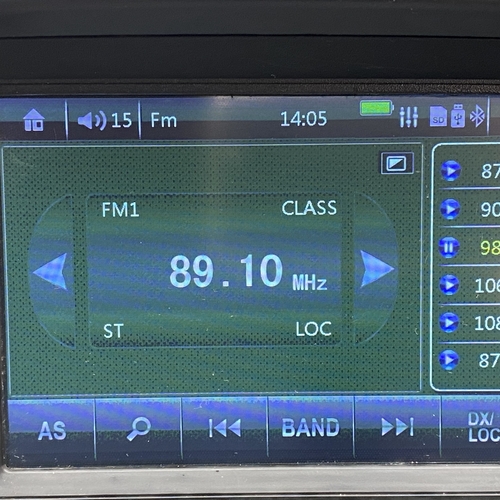 15 Fm 14:05 SD
FM1 CLASS
89.10 MHz
ST LOC
87
90
98
106
108
87
AS BAND DX/
LOC